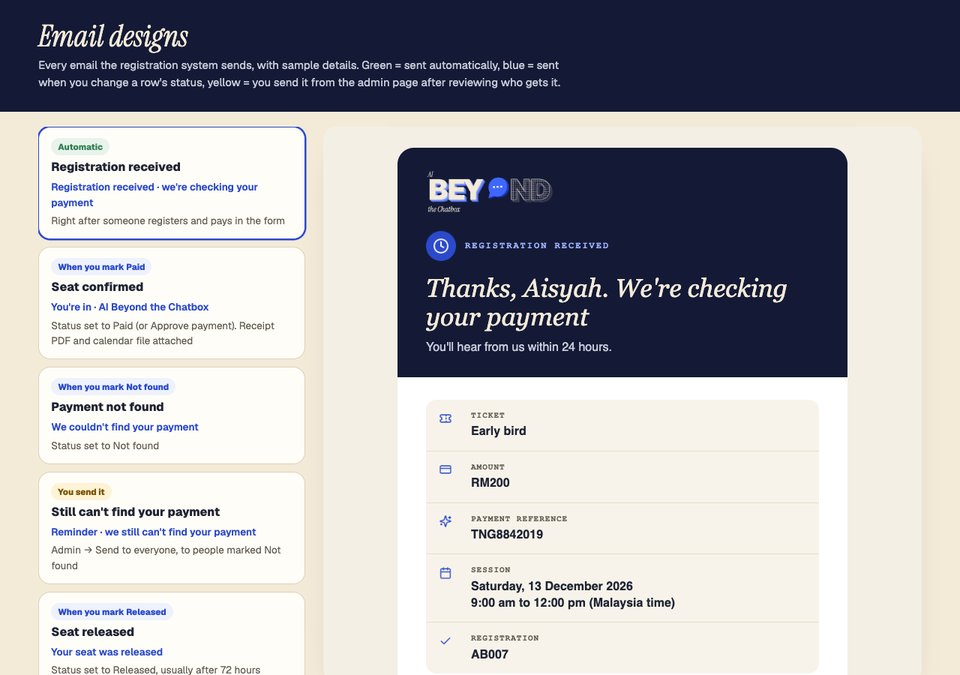 Email designs
Every email the registration system sends, with sample details. Green = sent automatically, blue = sent
when you change a row's status, yellow = you send it from the admin page after reviewing who gets it.
Automatic
Registration received
Registration received · we're checking your
payment
Right after someone registers and pays in the form
When you mark Paid
Seat confirmed
You're in · AI Beyond the Chatbox
Status set to Paid (or Approve payment). Receipt
PDF and calendar file attached
When you mark Not found
Payment not found
We couldn't find your payment
Status set to Not found
You send it
Still can't find your payment
Reminder · we still can't find your payment
Admin → Send to everyone, to people marked Not
found
When you mark Released
Seat released
Your seat was released
Status set to Released, usually after 72 hours
AI
BEYOND
the Chatbox
REGISTRATION RECEIVED
Thanks, Aisyah. We're checking
your payment
You'll hear from us within 24 hours.
TICKET
Early bird
AMOUNT
RM200
PAYMENT REFERENCE
TNG8842019
SESSION
Saturday, 13 December 2026
9:00 am to 12:00 pm (Malaysia time)
REGISTRATION
AB007